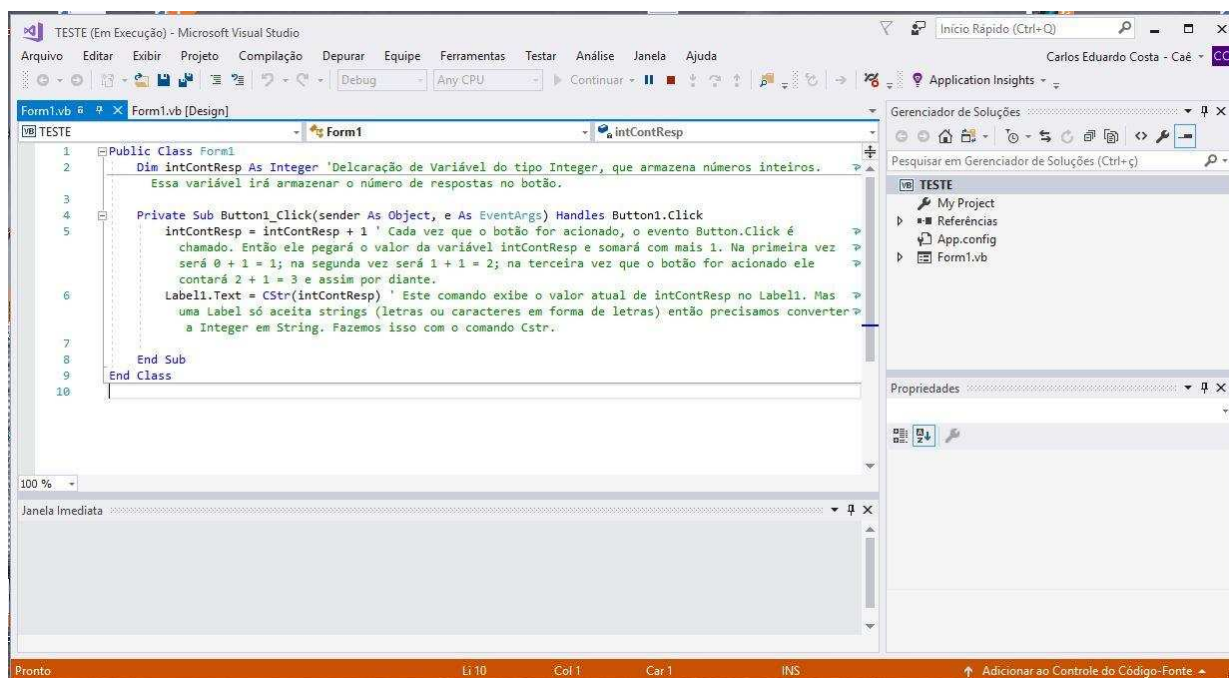 TESTE (Em Execução) - Microsoft Visual Studio
Início Rápido (Ctrl+Q)
Arquivo Editar Exibir Projeto Compilação Depurar Equipe Ferramentas Testar Análise Janela Ajuda
Carlos Eduardo Costa - Caê CC
Debug Any CPU Continuar Application Insights
Form1.vb Form1.vb [Design]
VB TESTE Form1 intContResp
1 Public Class Form1
2 Dim intContResp As Integer 'Delcaração de Variável do tipo Integer, que armazena números inteiros.
Essa variável irá armazenar o número de respostas no botão.
3
4 Private Sub Button1_Click(sender As Object, e As EventArgs) Handles Button1.Click
5 intContResp = intContResp + 1 ' Cada vez que o botão for acionado, o evento Button.Click é
chamado. Então ele pegará o valor da variável intContResp e somará com mais 1. Na primeira vez
será 0 + 1 = 1; na segunda vez será 1 + 1 = 2; na terceira vez que o botão for acionado ele
contará 2 + 1 = 3 e assim por diante.
6 Label1.Text = CStr(intContResp) ' Este comando exibe o valor atual de intContResp no Label1. Mas
uma Label só aceita strings (letras ou caracteres em forma de letras) então precisamos converter
a Integer em String. Fazemos isso com o comando Cstr.
7
8 End Sub
9 End Class
10
100 %
Janela Imediata
Gerenciador de Soluções
Pesquisar em Gerenciador de Soluções (Ctrl+ç)
VB TESTE
My Project
Referências
App.config
Form1.vb
Propriedades
Pronto Li 10 Col 1 Car 1 INS Adicionar ao Controle do Código-Fonte